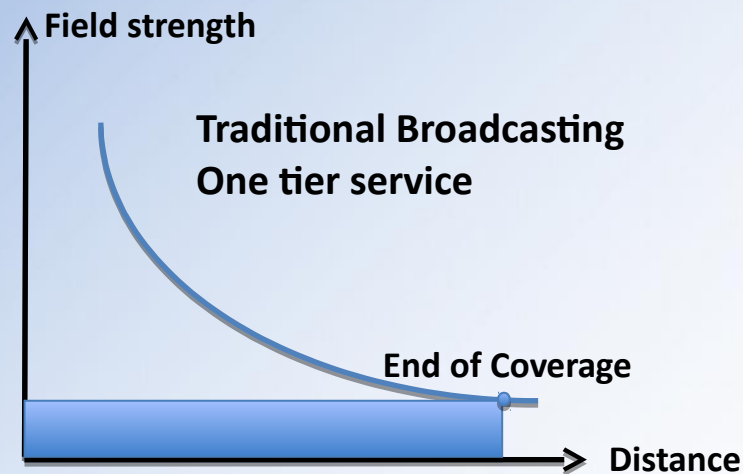 Field strength
Traditional Broadcasting
One tier service
End of Coverage
Distance